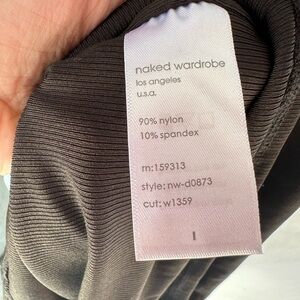 naked wardrobe
los angeles
u.s.a.
90% nylon
10% spandex
rn:159313
style: nw-d0873
cut: w1359
l